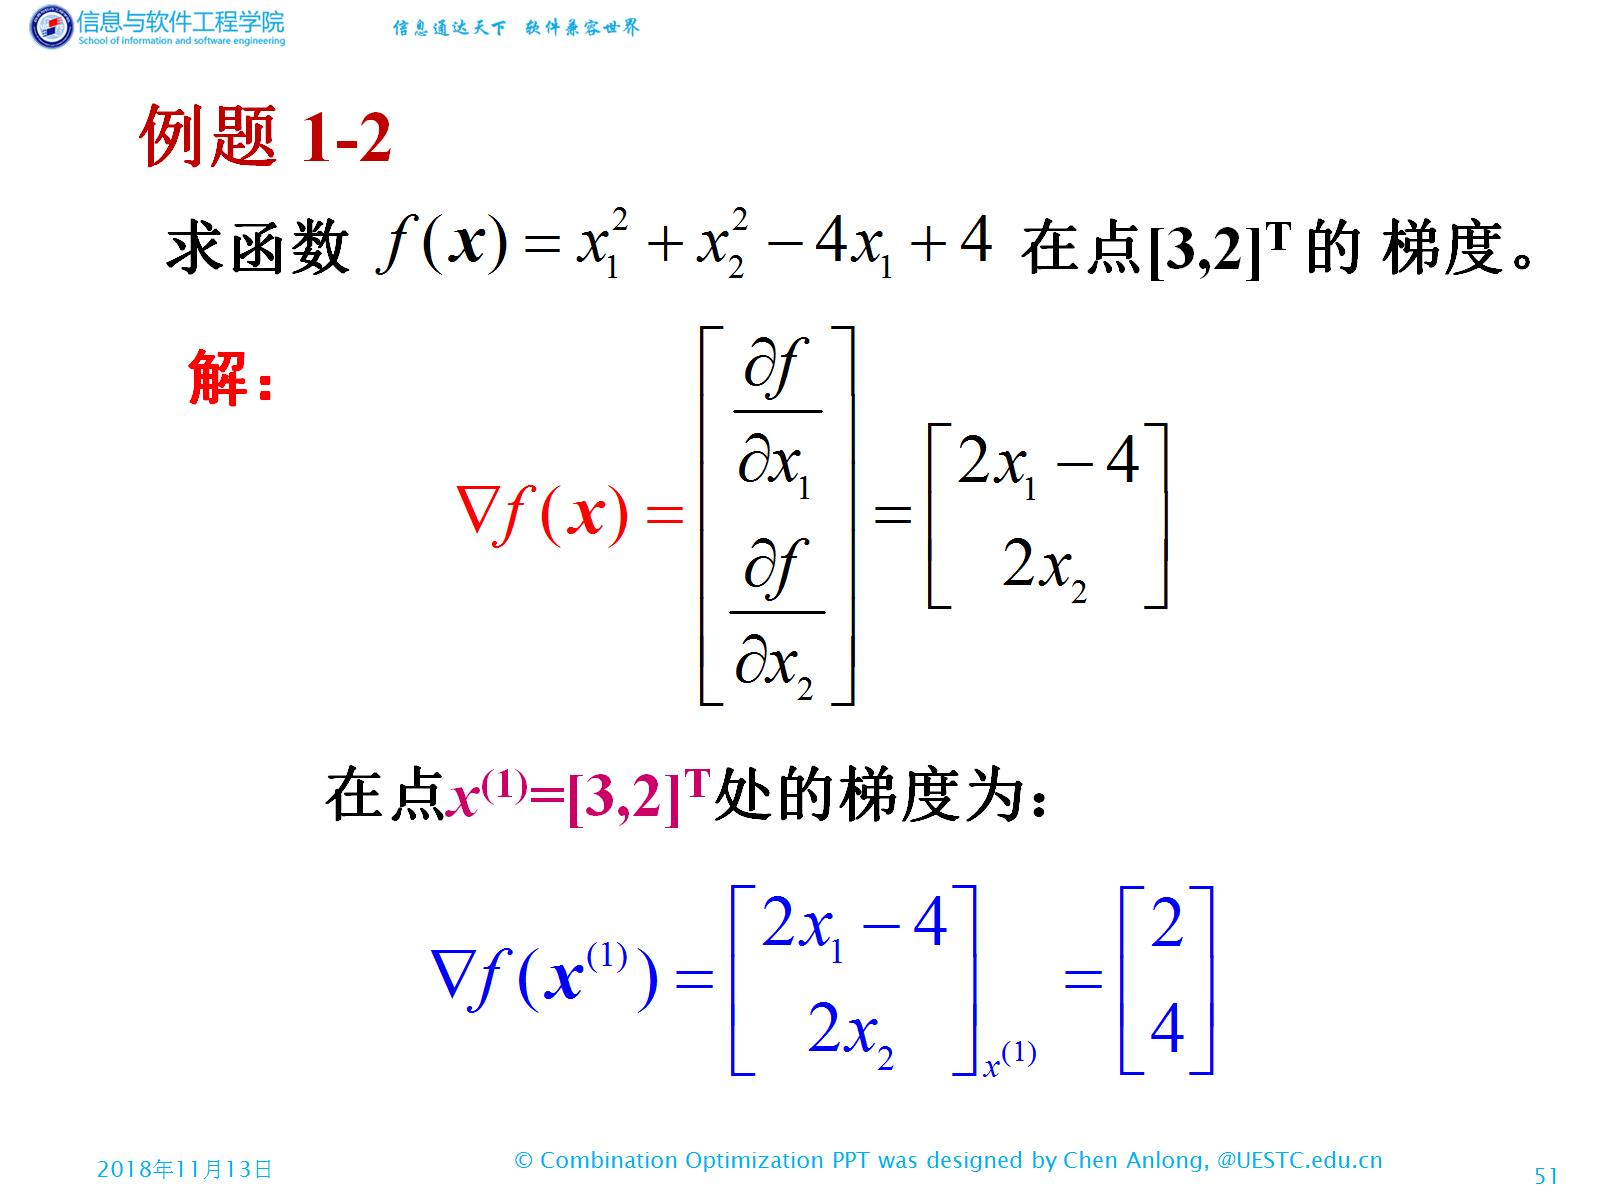 信息与软件工程学院
School of information and software engineering
信息通达天下 软件兼容世界
例题 1-2
求函数 f(x) = x₁² + x₂² − 4x₁ + 4 在点[3,2]ᵀ 的 梯度。
解：
∇f(x) = [∂f/∂x₁; ∂f/∂x₂] = [2x₁ − 4; 2x₂]
在点x⁽¹⁾=[3,2]ᵀ处的梯度为：
∇f(x⁽¹⁾) = [2x₁ − 4; 2x₂]x⁽¹⁾ = [2; 4]
2018年11月13日
© Combination Optimization PPT was designed by Chen Anlong, @UESTC.edu.cn
51